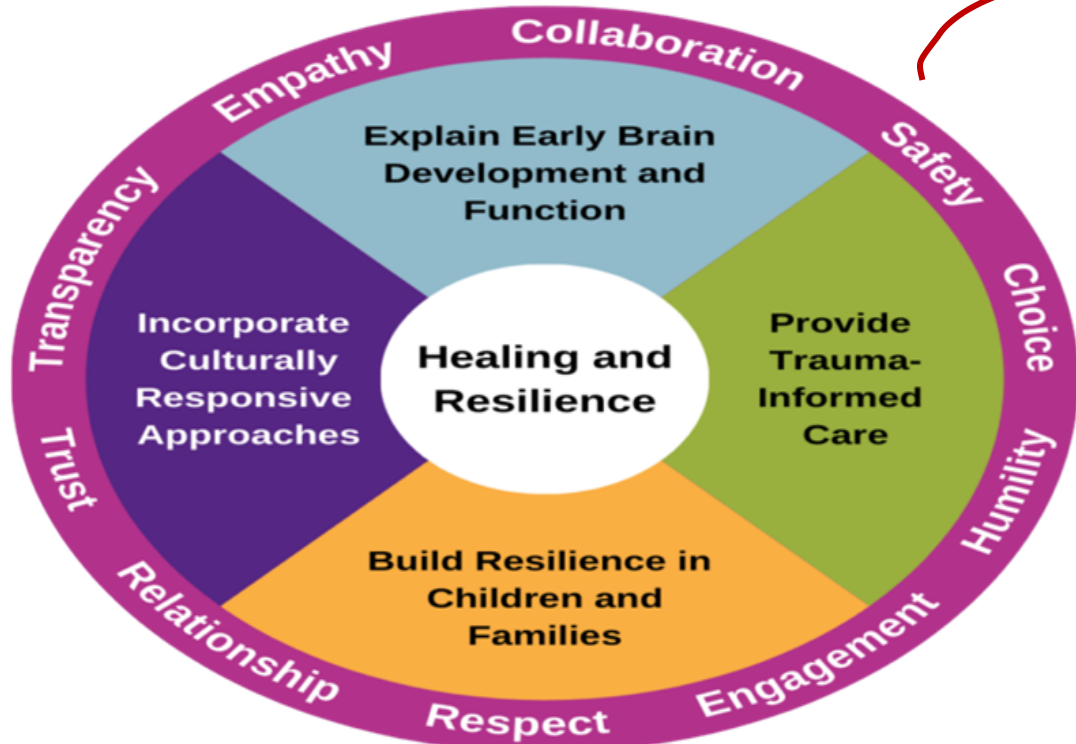 Collaboration
Safety
Choice
Humility
Engagement
Respect
Relationship
Trust
Transparency
Empathy
Explain Early Brain
Development and
Function
Provide
Trauma-
Informed
Care
Build Resilience in
Children and
Families
Incorporate
Culturally
Responsive
Approaches
Healing and
Resilience